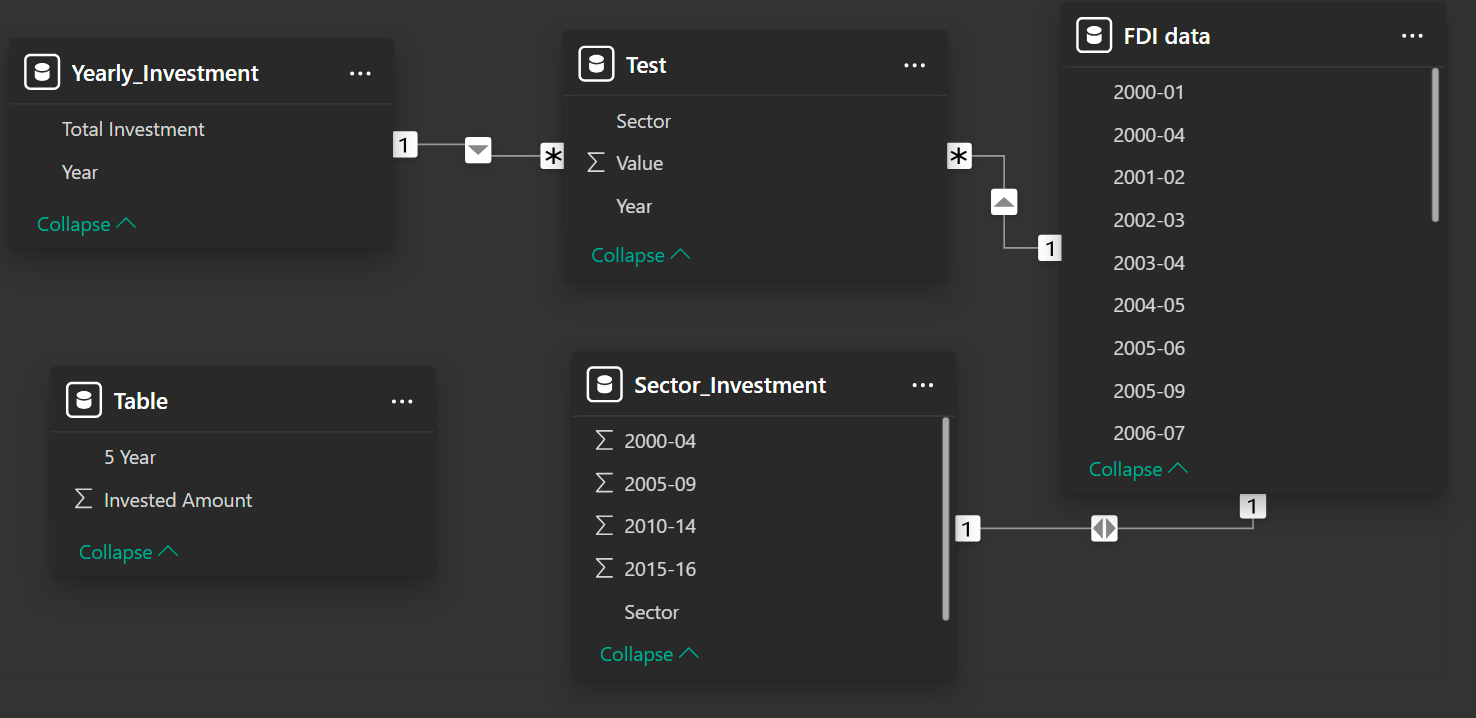 Yearly_Investment
...
Total Investment
Year
Collapse
1
*
Test
...
Sector
Σ Value
Year
Collapse
*
1
FDI data
...
2000-01
2000-04
2001-02
2002-03
2003-04
2004-05
2005-06
2005-09
2006-07
Collapse
1
Table
...
5 Year
Σ Invested Amount
Collapse
Sector_Investment
...
Σ 2000-04
Σ 2005-09
Σ 2010-14
Σ 2015-16
Sector
Collapse
1